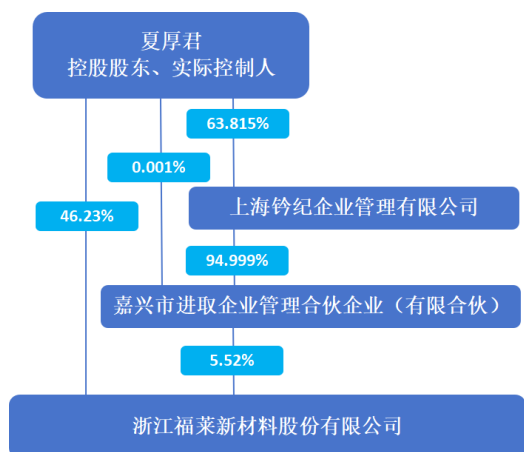 夏厚君
控股股东、实际控制人
63.815%
0.001%
46.23%
上海钤纪企业管理有限公司
94.999%
嘉兴市进取企业管理合伙企业（有限合伙）
5.52%
浙江福莱新材料股份有限公司